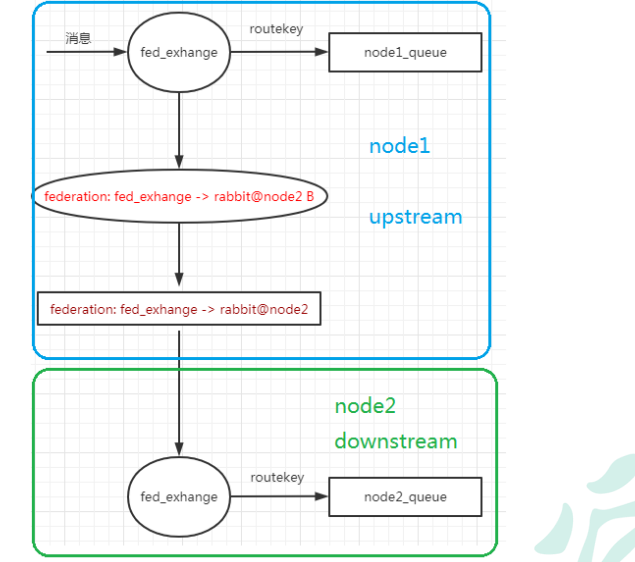 消息
fed_exhange
routekey
node1_queue
node1
federation: fed_exhange -> rabbit@node2 B
upstream
federation: fed_exhange -> rabbit@node2
node2
downstream
fed_exhange
routekey
node2_queue